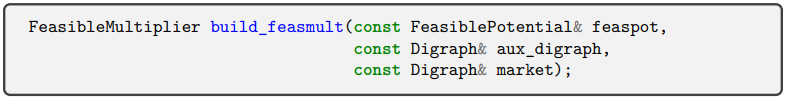 FeasibleMultiplier build_feasmult(const FeasiblePotential& feaspot,
const Digraph& aux_digraph,
const Digraph& market);